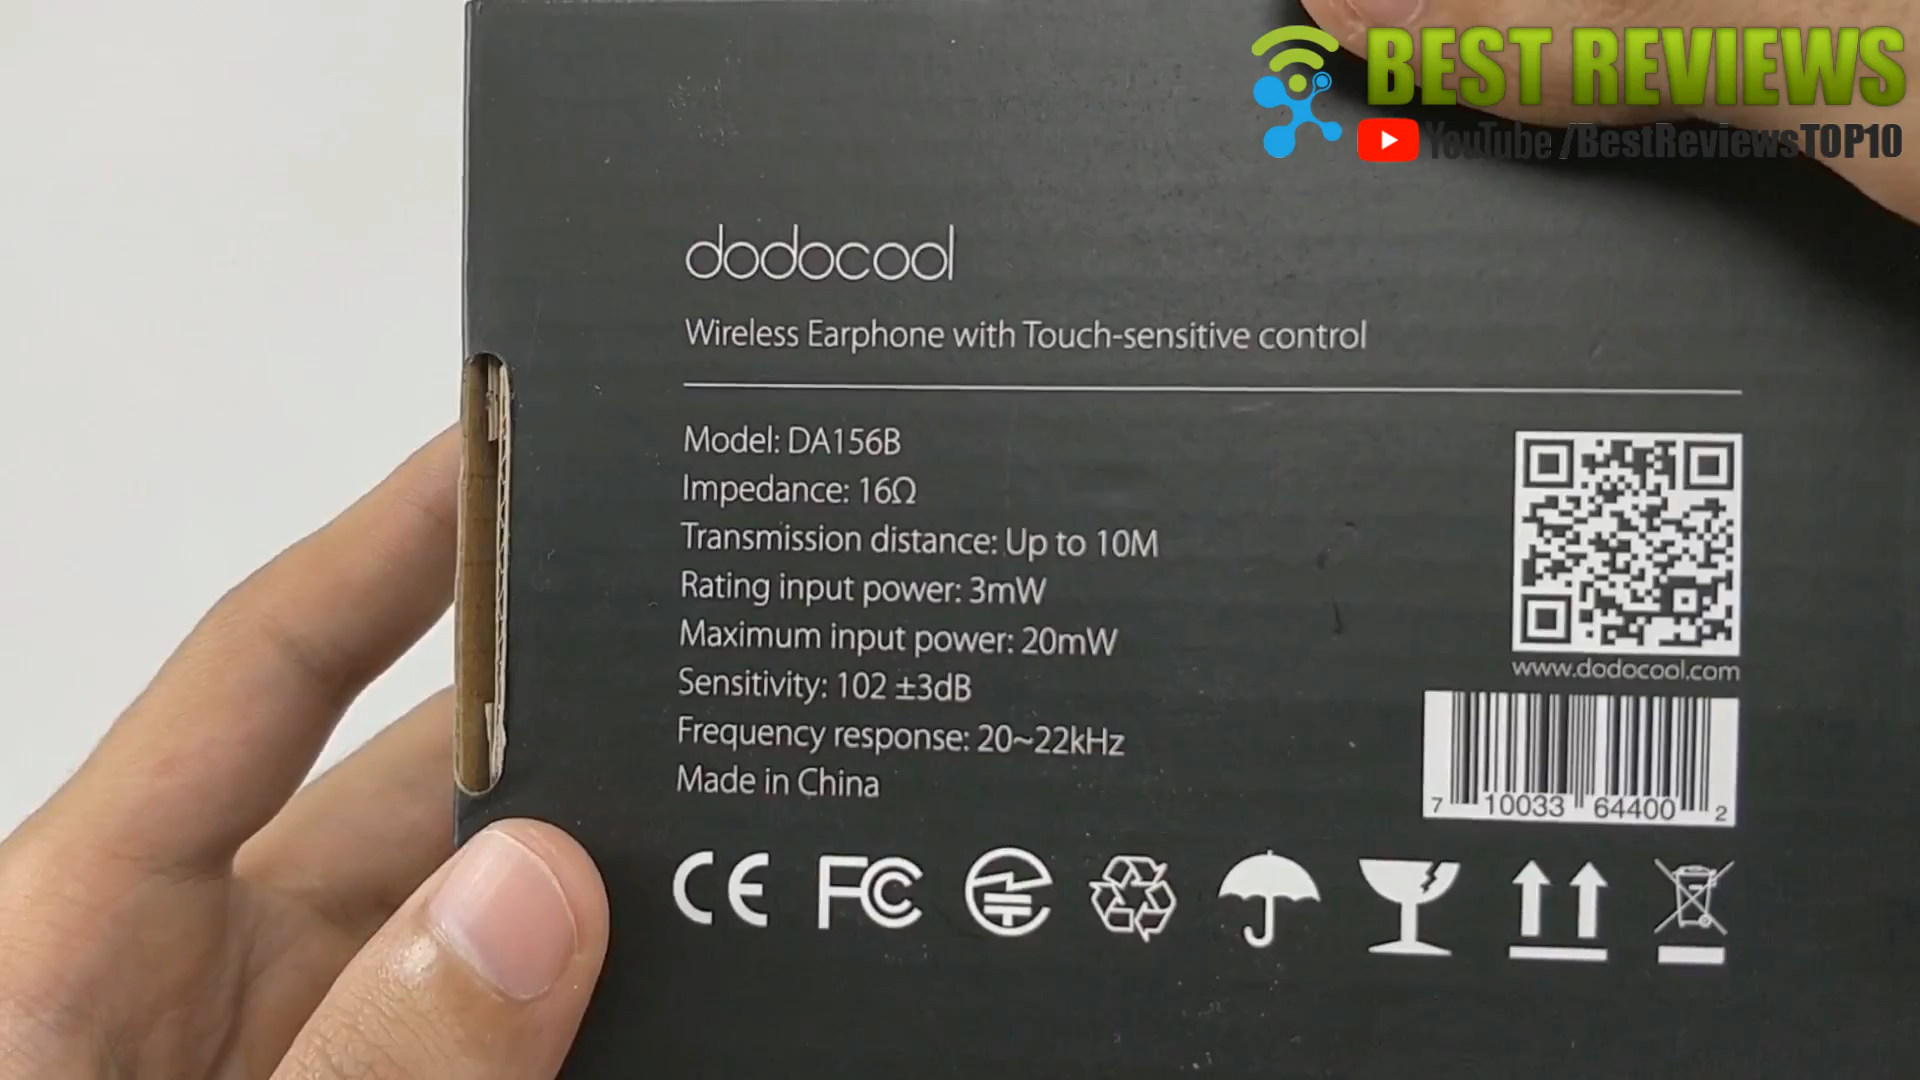 BEST REVIEWS
YouTube /BestReviewsTOP10
dodocool
Wireless Earphone with Touch-sensitive control
Model: DA156B
Impedance: 16Ω
Transmission distance: Up to 10M
Rating input power: 3mW
Maximum input power: 20mW
Sensitivity: 102 ±3dB
Frequency response: 20~22kHz
Made in China
www.dodocool.com
7 10033 64400 2
CE FC